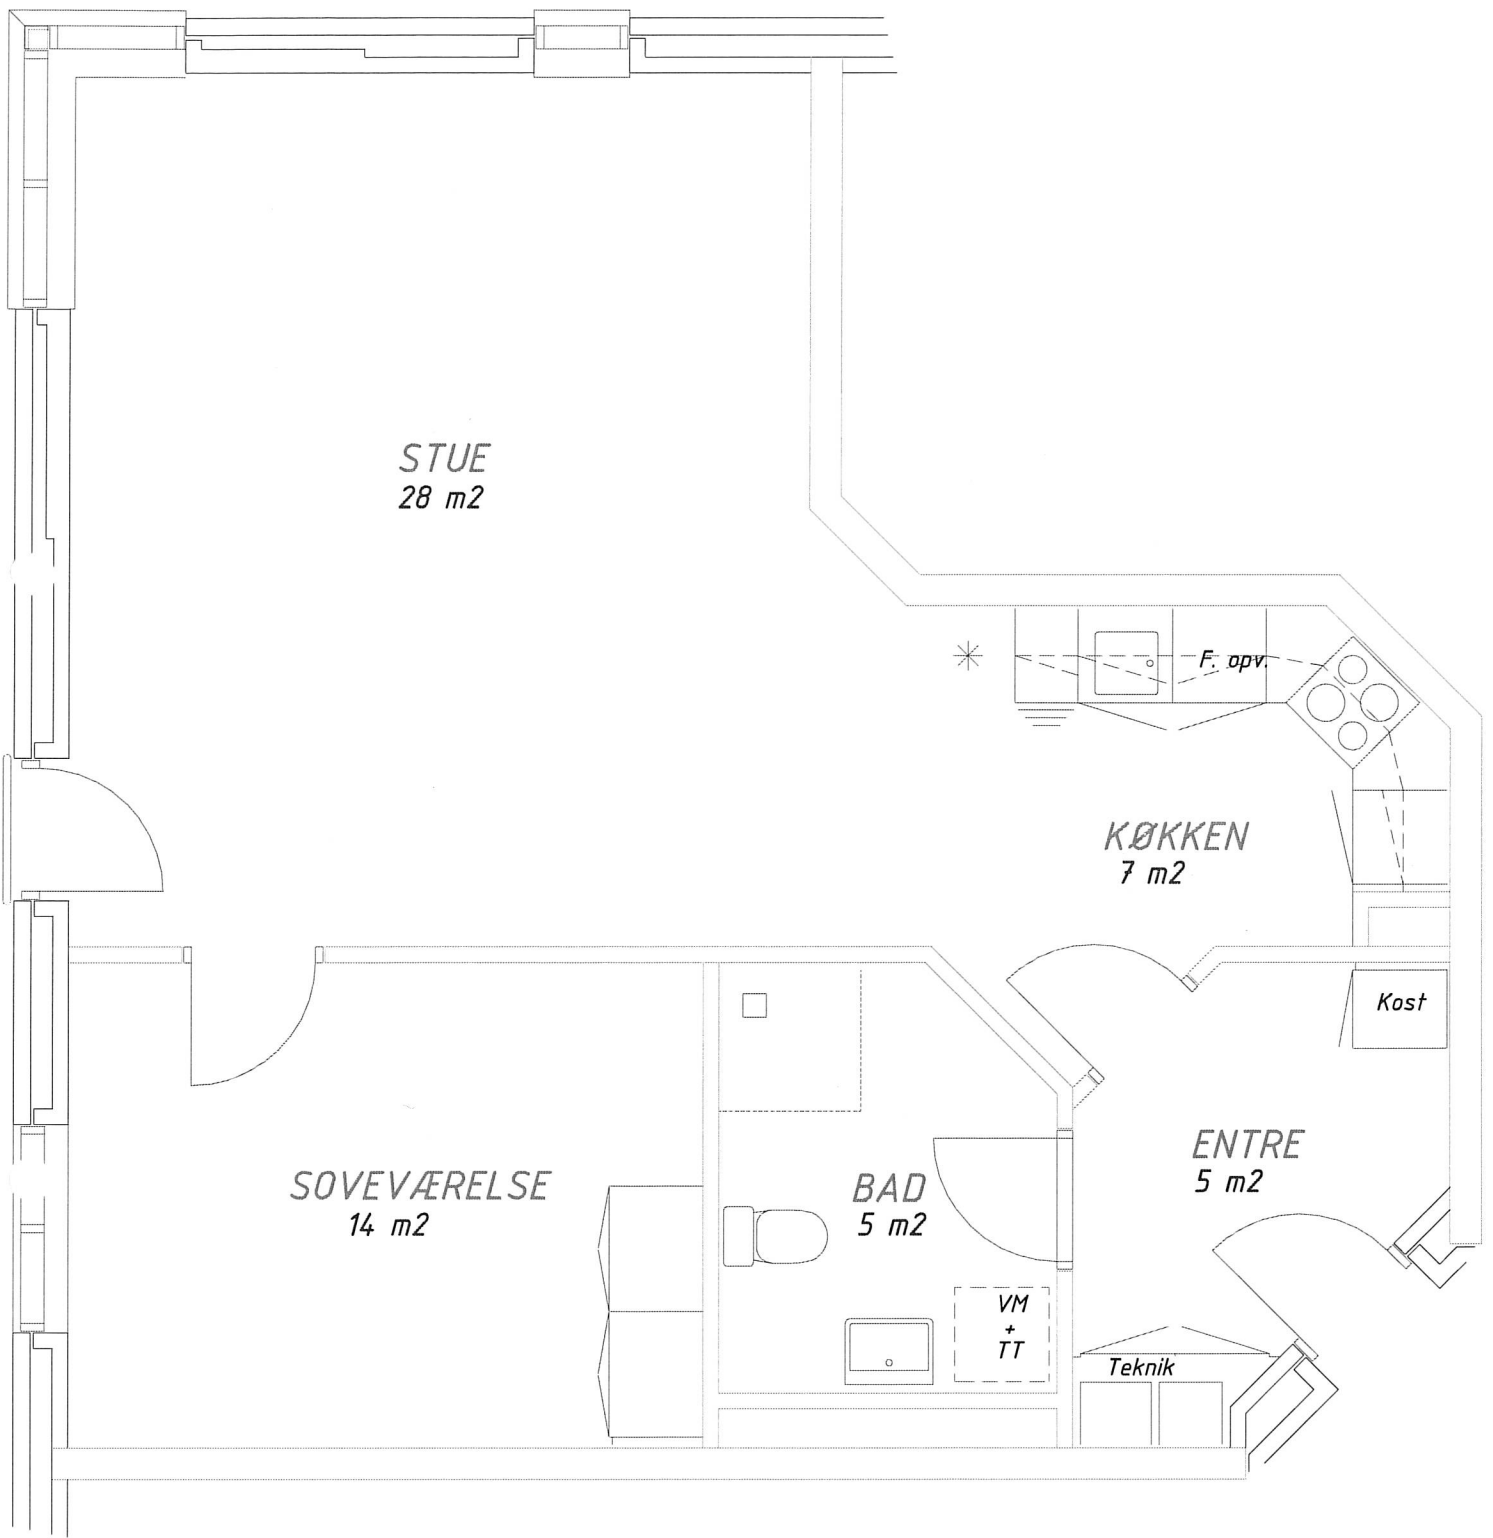 STUE
28 m2
F. opv.
KØKKEN
7 m2
Kost
ENTRE
5 m2
SOVEVÆRELSE
14 m2
BAD
5 m2
VM
+
TT
Teknik